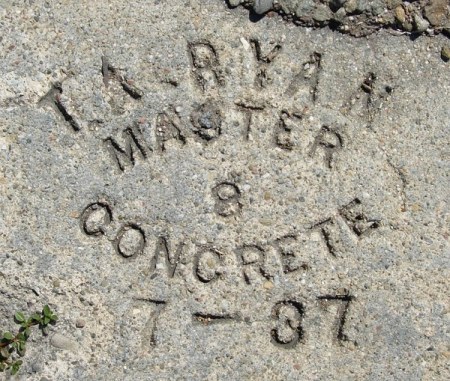 T.A. RYAN
MASTER
8
CONCRETE
7-37